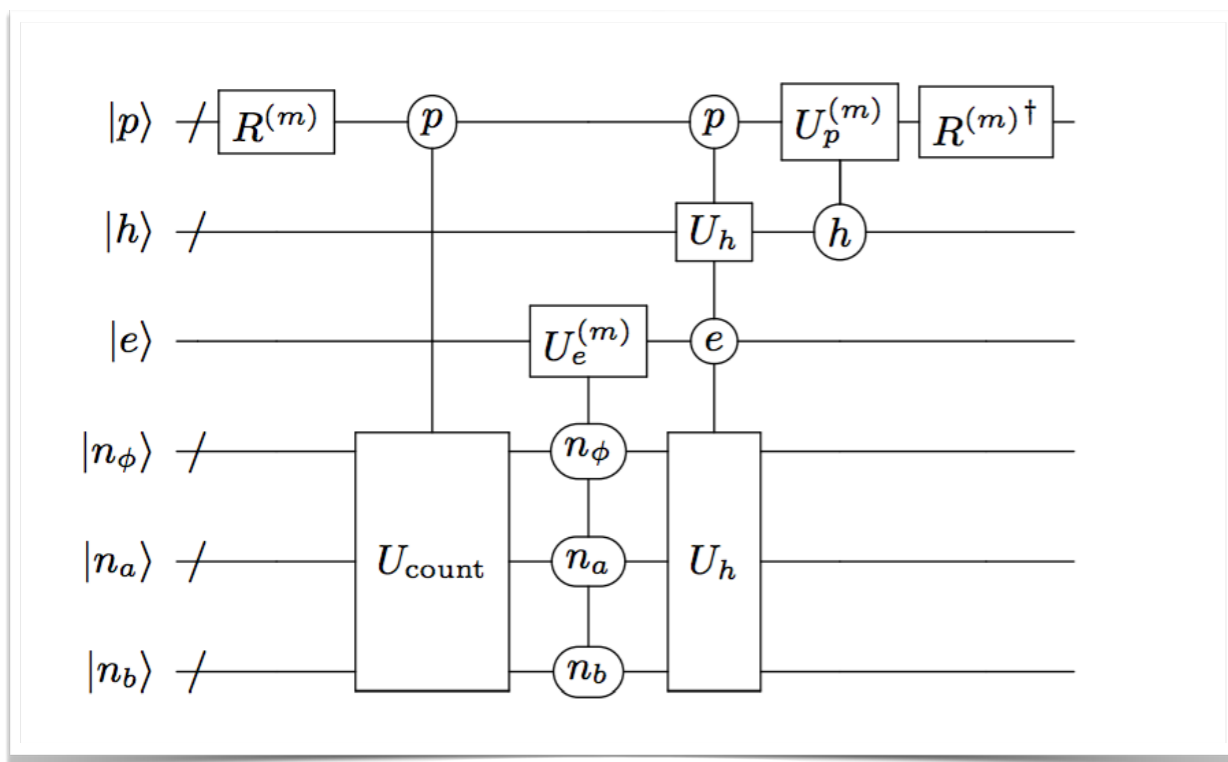 |p⟩ R^{(m)} p p U_p^{(m)} R^{(m)†}
|h⟩ U_h h
|e⟩ U_e^{(m)} e
|n_ϕ⟩ n_ϕ
|n_a⟩ U_count n_a U_h
|n_b⟩ n_b